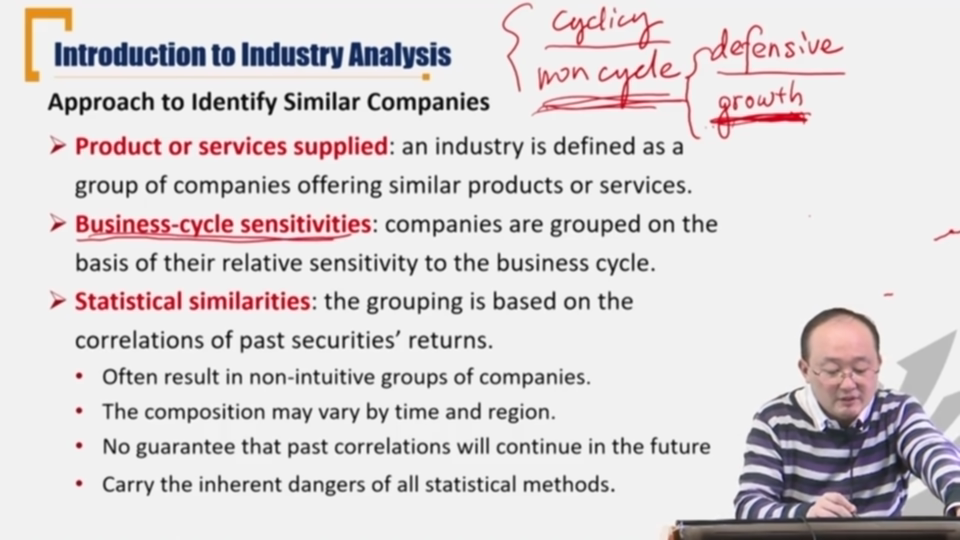 Introduction to Industry Analysis
cyclicy
non cycle
defensive
growth
Approach to Identify Similar Companies
Product or services supplied: an industry is defined as a
group of companies offering similar products or services.
Business-cycle sensitivities: companies are grouped on the
basis of their relative sensitivity to the business cycle.
Statistical similarities: the grouping is based on the
correlations of past securities’ returns.
• Often result in non-intuitive groups of companies.
• The composition may vary by time and region.
• No guarantee that past correlations will continue in the future
• Carry the inherent dangers of all statistical methods.